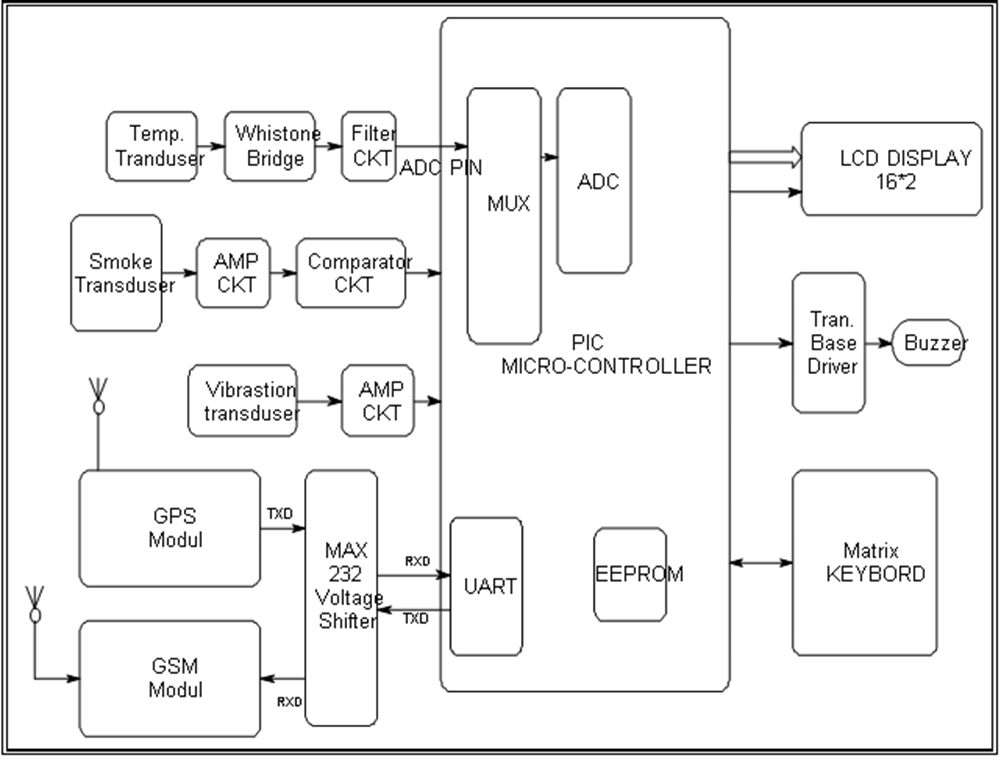 Temp.
Tranduser
Whistone
Bridge
Filter
CKT
ADC PIN
MUX
ADC
LCD DISPLAY
16*2
Smoke
Transduser
AMP
CKT
Comparator
CKT
PIC
MICRO-CONTROLLER
Tran.
Base
Driver
Buzzer
Vibrastion
transduser
AMP
CKT
GPS
Modul
TXD
MAX
232
Voltage
Shifter
RXD
TXD
UART
EEPROM
Matrix
KEYBORD
GSM
Modul
RXD